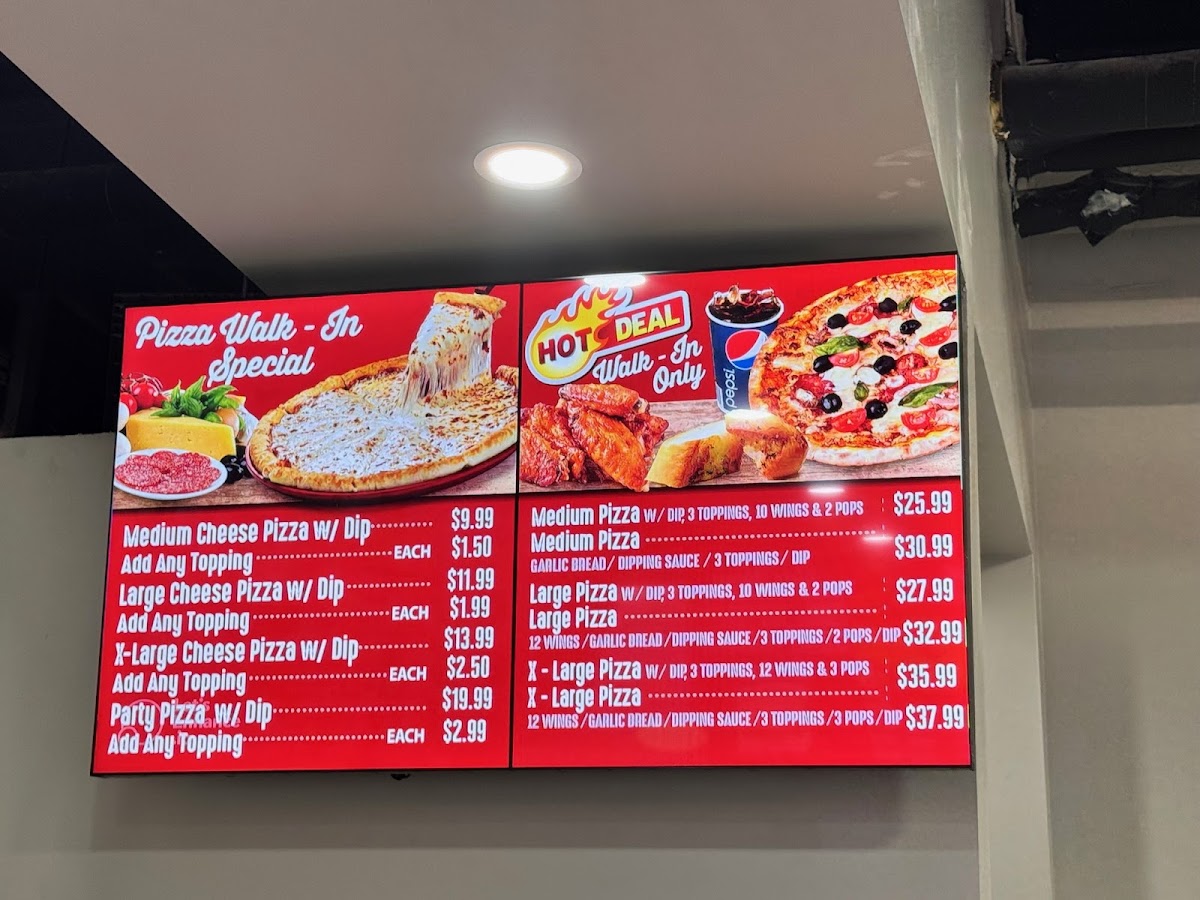 Pizza Walk - In
Special
Medium Cheese Pizza w/ Dip $9.99
Add Any Topping EACH $1.50
Large Cheese Pizza w/ Dip $11.99
Add Any Topping EACH $1.99
X-Large Cheese Pizza w/ Dip $13.99
Add Any Topping EACH $2.50
Party Pizza w/ Dip $19.99
Add Any Topping EACH $2.99
HOT DEAL
Walk - In
Only
pepsi
Medium Pizza W/ DIP, 3 TOPPINGS, 10 WINGS & 2 POPS $25.99
Medium Pizza $30.99
GARLIC BREAD / DIPPING SAUCE / 3 TOPPINGS / DIP
Large Pizza W/ DIP, 3 TOPPINGS, 10 WINGS & 2 POPS $27.99
Large Pizza
12 WINGS / GARLIC BREAD / DIPPING SAUCE / 3 TOPPINGS / 2 POPS / DIP $32.99
X - Large Pizza W/ DIP, 3 TOPPINGS, 12 WINGS & 3 POPS $35.99
X - Large Pizza
12 WINGS / GARLIC BREAD / DIPPING SAUCE / 3 TOPPINGS / 3 POPS / DIP $37.99